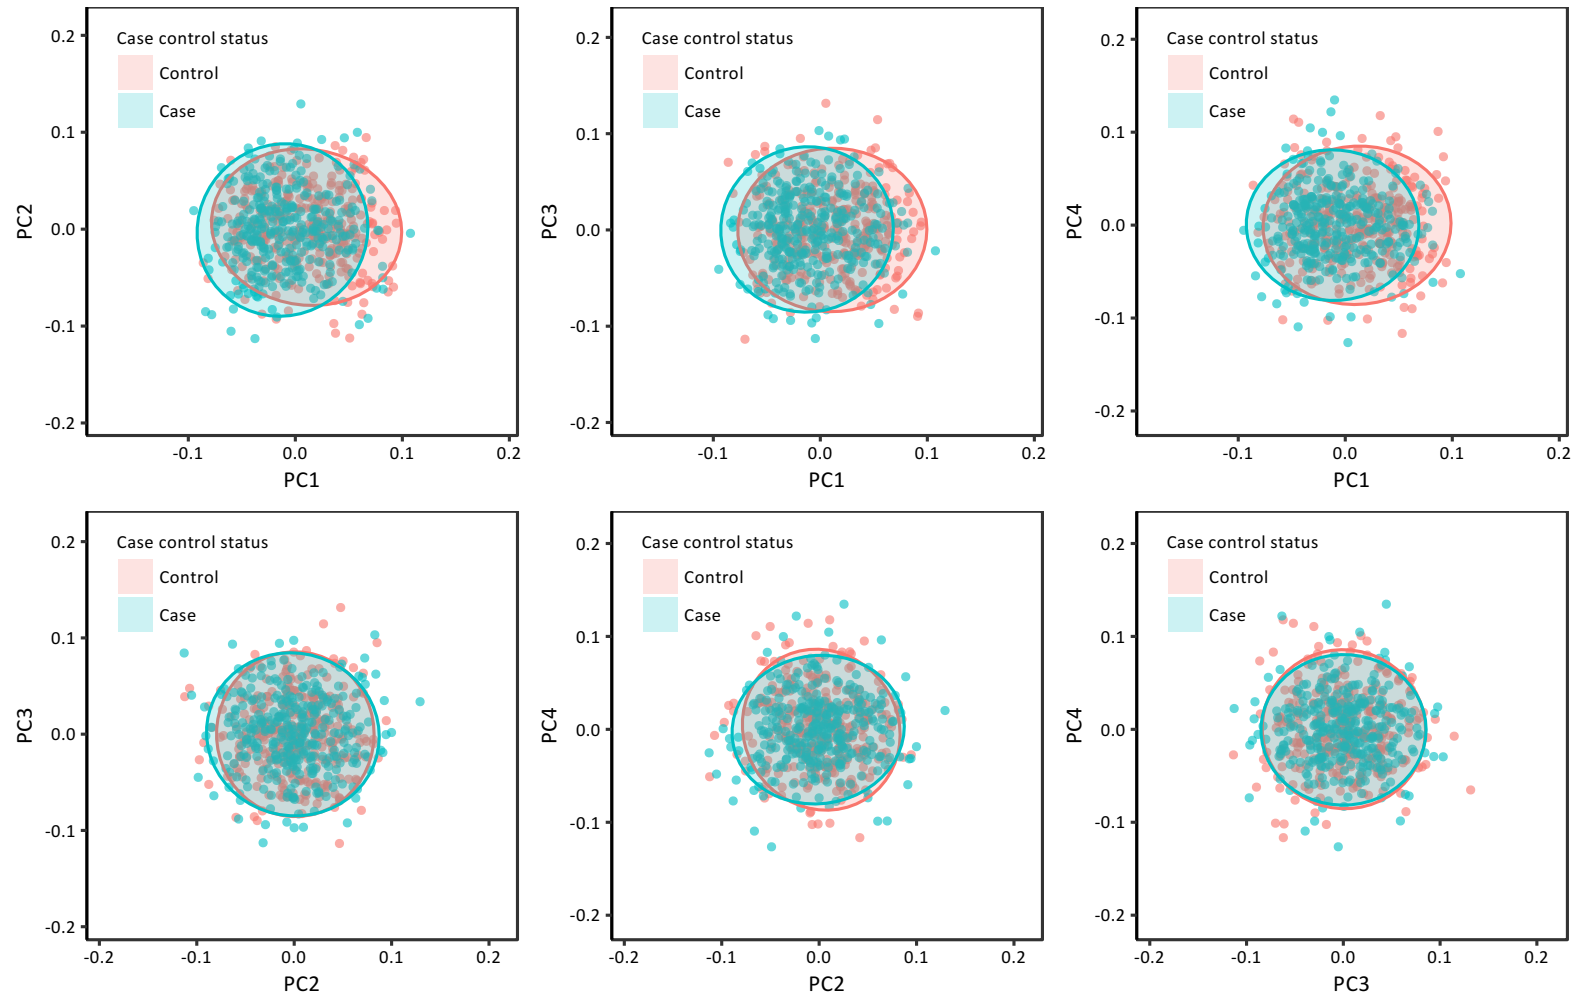 Case control status
Control
Case
0.2
0.1
0.0
-0.1
-0.2
PC2
-0.1 0.0 0.1 0.2
PC1
Case control status
Control
Case
0.2
0.1
0.0
-0.1
-0.2
PC3
-0.1 0.0 0.1 0.2
PC1
Case control status
Control
Case
0.2
0.1
0.0
-0.1
-0.2
PC4
-0.1 0.0 0.1 0.2
PC1
Case control status
Control
Case
0.2
0.1
0.0
-0.1
-0.2
PC3
-0.2 -0.1 0.0 0.1 0.2
PC2
Case control status
Control
Case
0.2
0.1
0.0
-0.1
-0.2
PC4
-0.2 -0.1 0.0 0.1 0.2
PC2
Case control status
Control
Case
0.2
0.1
0.0
-0.1
-0.2
PC4
-0.2 -0.1 0.0 0.1 0.2
PC3